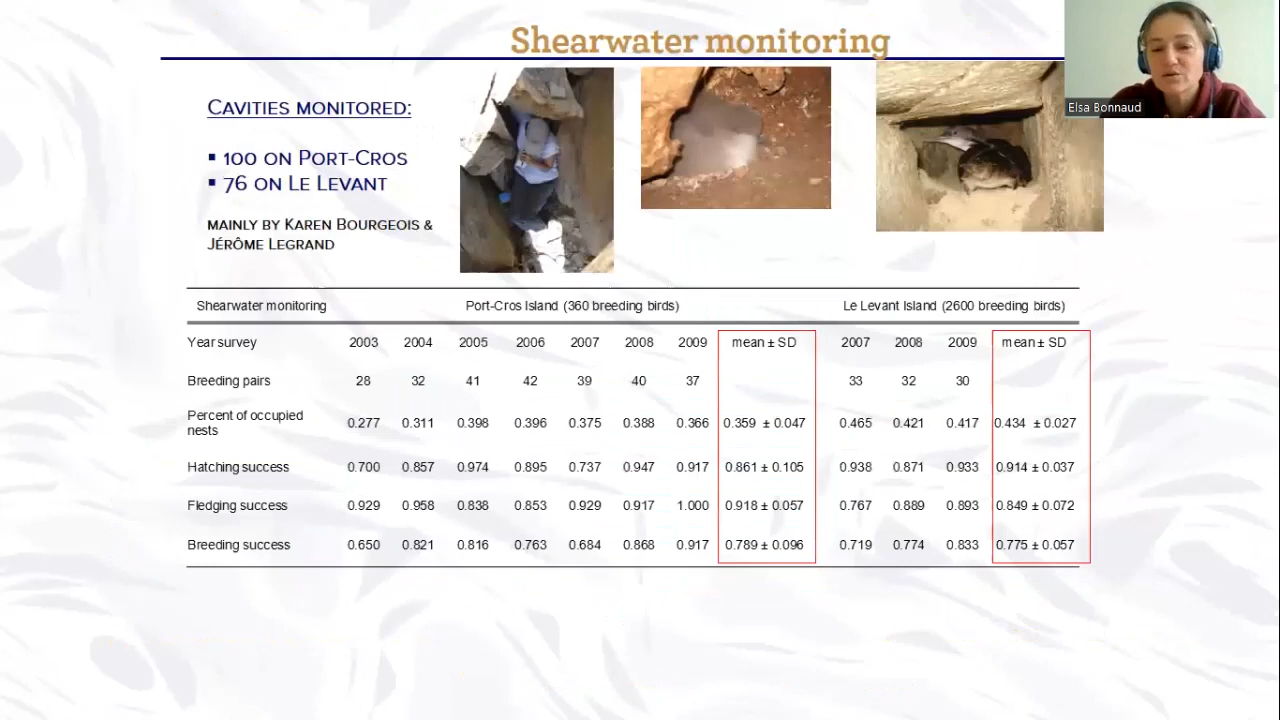 Shearwater monitoring
Elsa Bonnaud
CAVITIES MONITORED:
▪ 100 ON PORT-CROS
▪ 76 ON LE LEVANT
MAINLY BY KAREN BOURGEOIS &
JÉRÔME LEGRAND
Shearwater monitoring Port-Cros Island (360 breeding birds) Le Levant Island (2600 breeding birds)
Year survey 2003 2004 2005 2006 2007 2008 2009 mean ± SD 2007 2008 2009 mean ± SD
Breeding pairs 28 32 41 42 39 40 37 33 32 30
Percent of occupied
nests 0.277 0.311 0.398 0.396 0.375 0.388 0.366 0.359 ± 0.047 0.465 0.421 0.417 0.434 ± 0.027
Hatching success 0.700 0.857 0.974 0.895 0.737 0.947 0.917 0.861 ± 0.105 0.938 0.871 0.933 0.914 ± 0.037
Fledging success 0.929 0.958 0.838 0.853 0.929 0.917 1.000 0.918 ± 0.057 0.767 0.889 0.893 0.849 ± 0.072
Breeding success 0.650 0.821 0.816 0.763 0.684 0.868 0.917 0.789 ± 0.096 0.719 0.774 0.833 0.775 ± 0.057